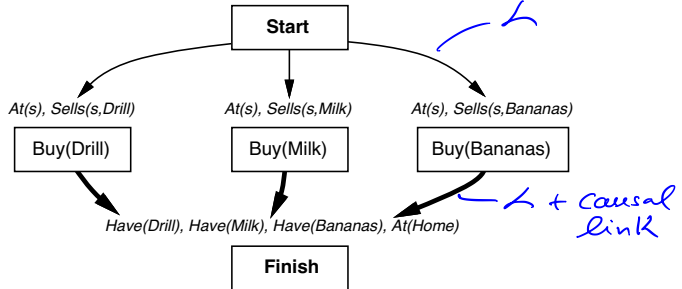 Start
At(s), Sells(s,Drill) At(s), Sells(s,Milk) At(s), Sells(s,Bananas)
Buy(Drill) Buy(Milk) Buy(Bananas)
+ causal
link
Have(Drill), Have(Milk), Have(Bananas), At(Home)
Finish